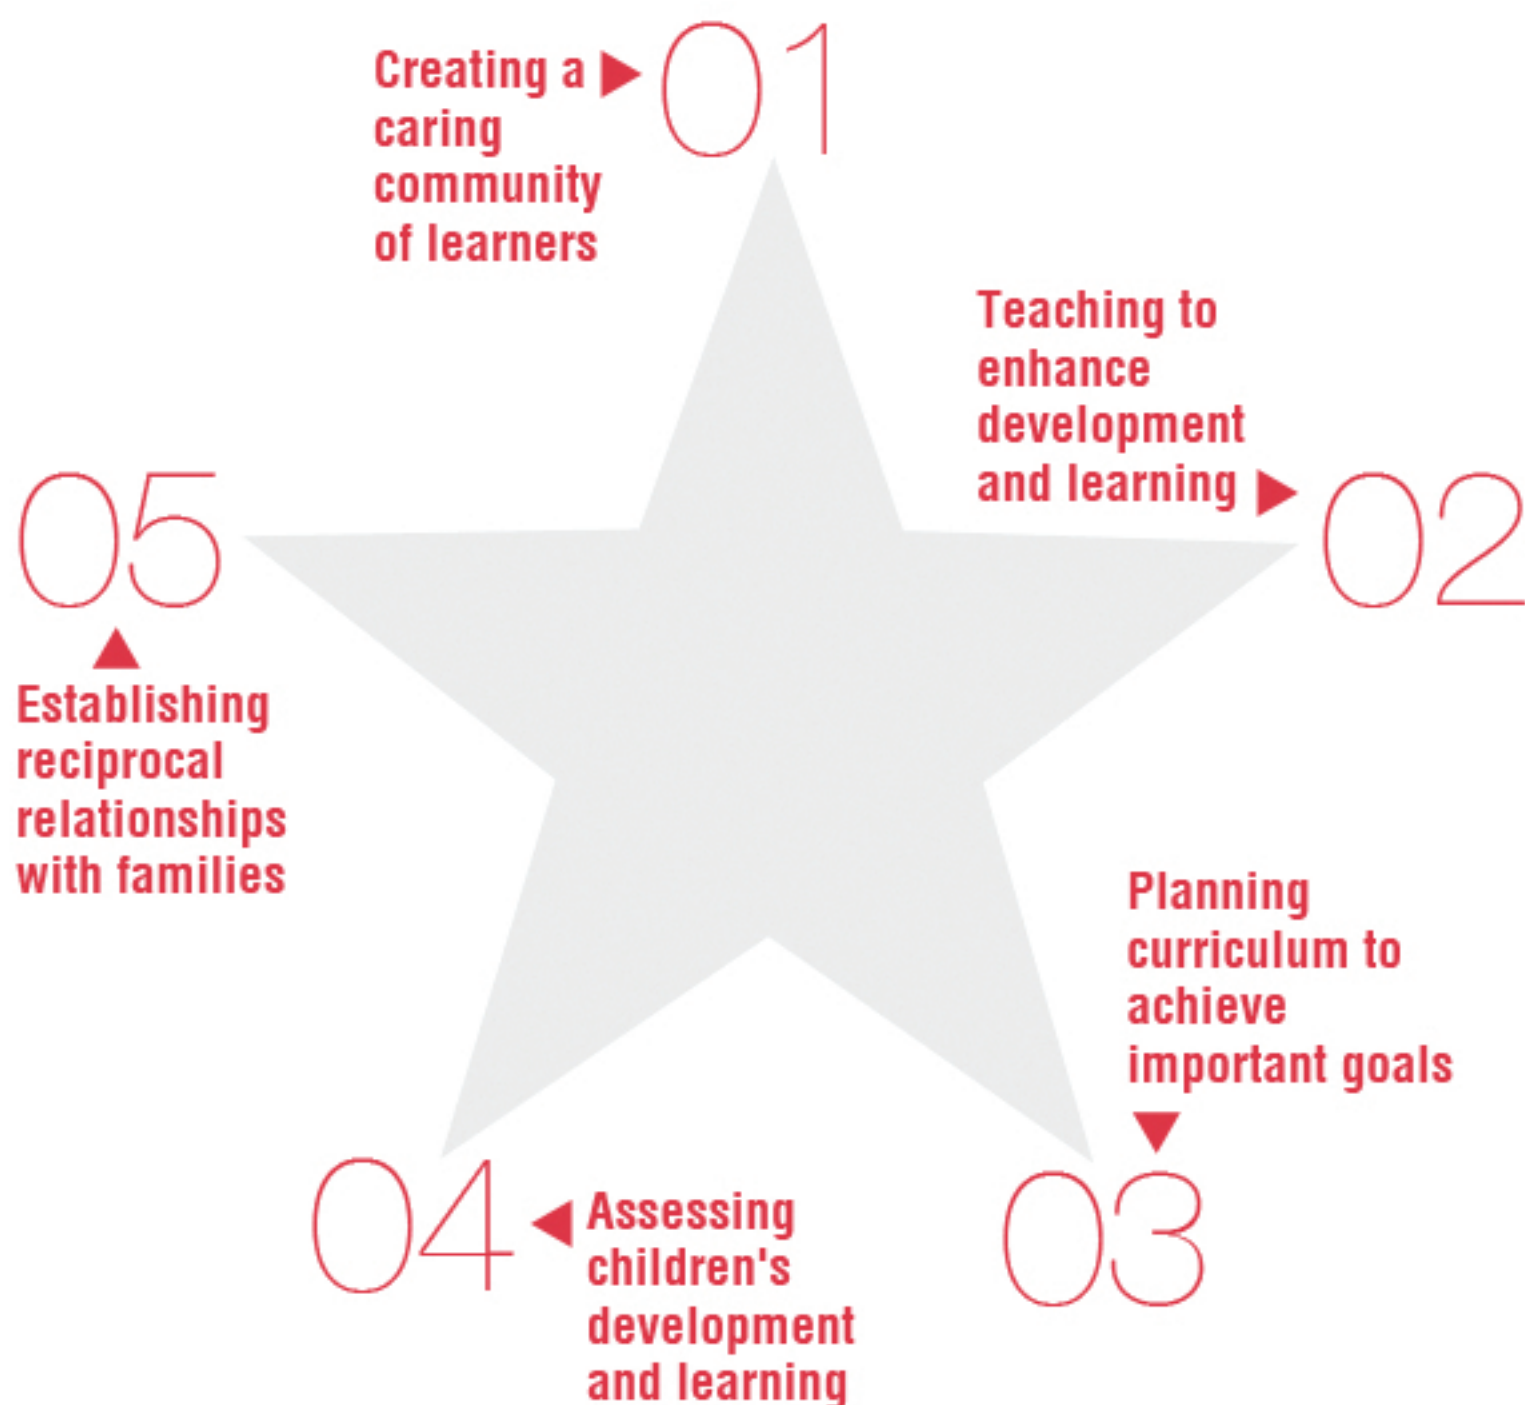 01
Creating a
caring
community
of learners
02
Teaching to
enhance
development
and learning
03
Planning
curriculum to
achieve
important goals
04
Assessing
children's
development
and learning
05
Establishing
reciprocal
relationships
with families